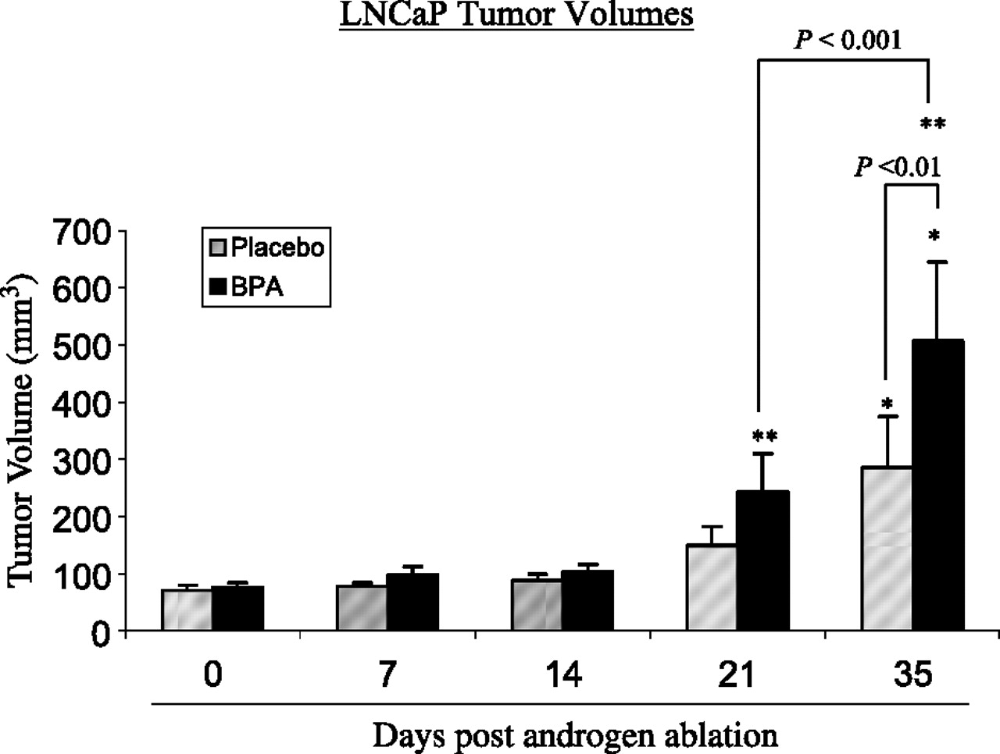 LNCaP Tumor Volumes
P < 0.001
**
P <0.01
*
*
**
Placebo
BPA
Tumor Volume (mm³)
700
600
500
400
300
200
100
0
0 7 14 21 35
Days post androgen ablation